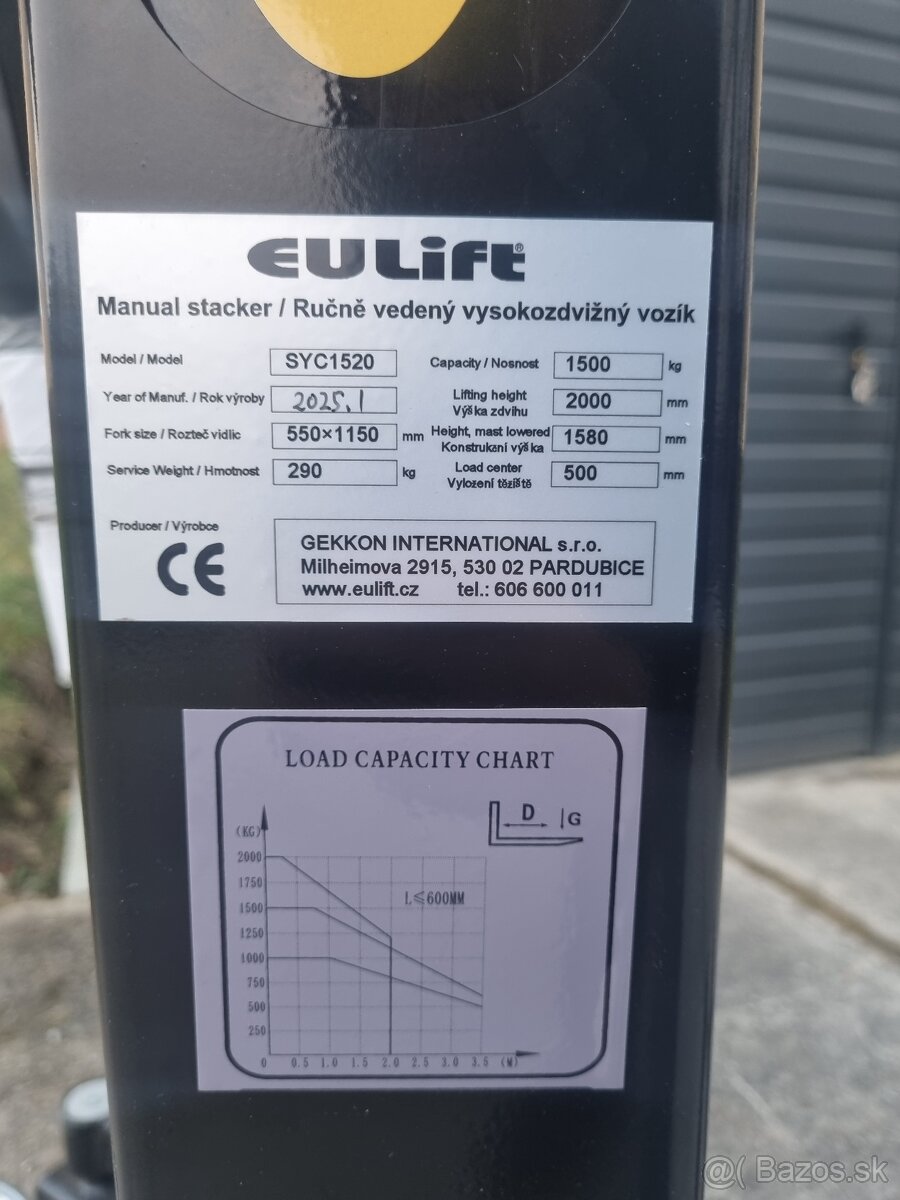 EULiFt®
Manual stacker / Ručně vedený vysokozdvižný vozík
Model / Model SYC1520 Capacity / Nosnost 1500 kg
Year of Manuf. / Rok výroby 2025.1 Lifting height Výška zdvihu 2000 mm
Fork size / Rozteč vidlic 550×1150 mm Height, mast lowered Konstrukční výška 1580 mm
Service Weight / Hmotnost 290 kg Load center Vyložení těžiště 500 mm
Producer / Výrobce
CE
GEKKON INTERNATIONAL s.r.o.
Milheimova 2915, 530 02 PARDUBICE
www.eulift.cz tel.: 606 600 011
LOAD CAPACITY CHART
D G
(KG)
2000
1750
L≤600MM
1500
1250
1000
750
500
250
0 0.5 1.0 1.5 2.0 2.5 3.0 3.5 (M)
@( Bazos.sk